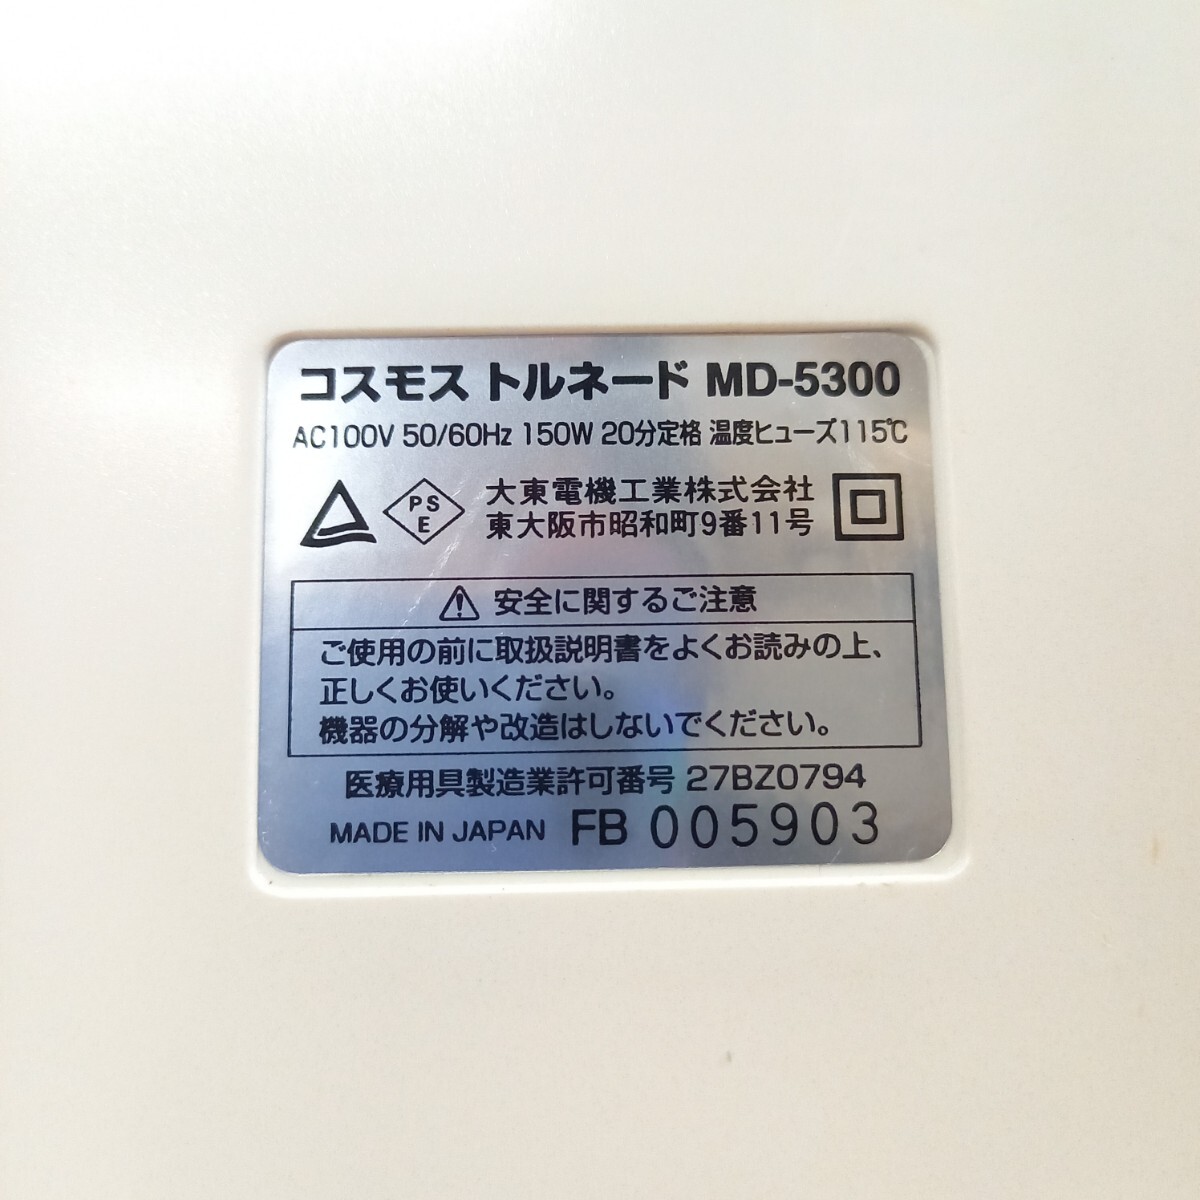 コスモス トルネード MD-5300
AC100V 50/60Hz 150W 20分定格 温度ヒューズ115℃
PS
E
大東電機工業株式会社
東大阪市昭和町9番11号
安全に関するご注意
ご使用の前に取扱説明書をよくお読みの上、
正しくお使いください。
機器の分解や改造はしないでください。
医療用具製造業許可番号 27BZ0794
MADE IN JAPAN FB 005903